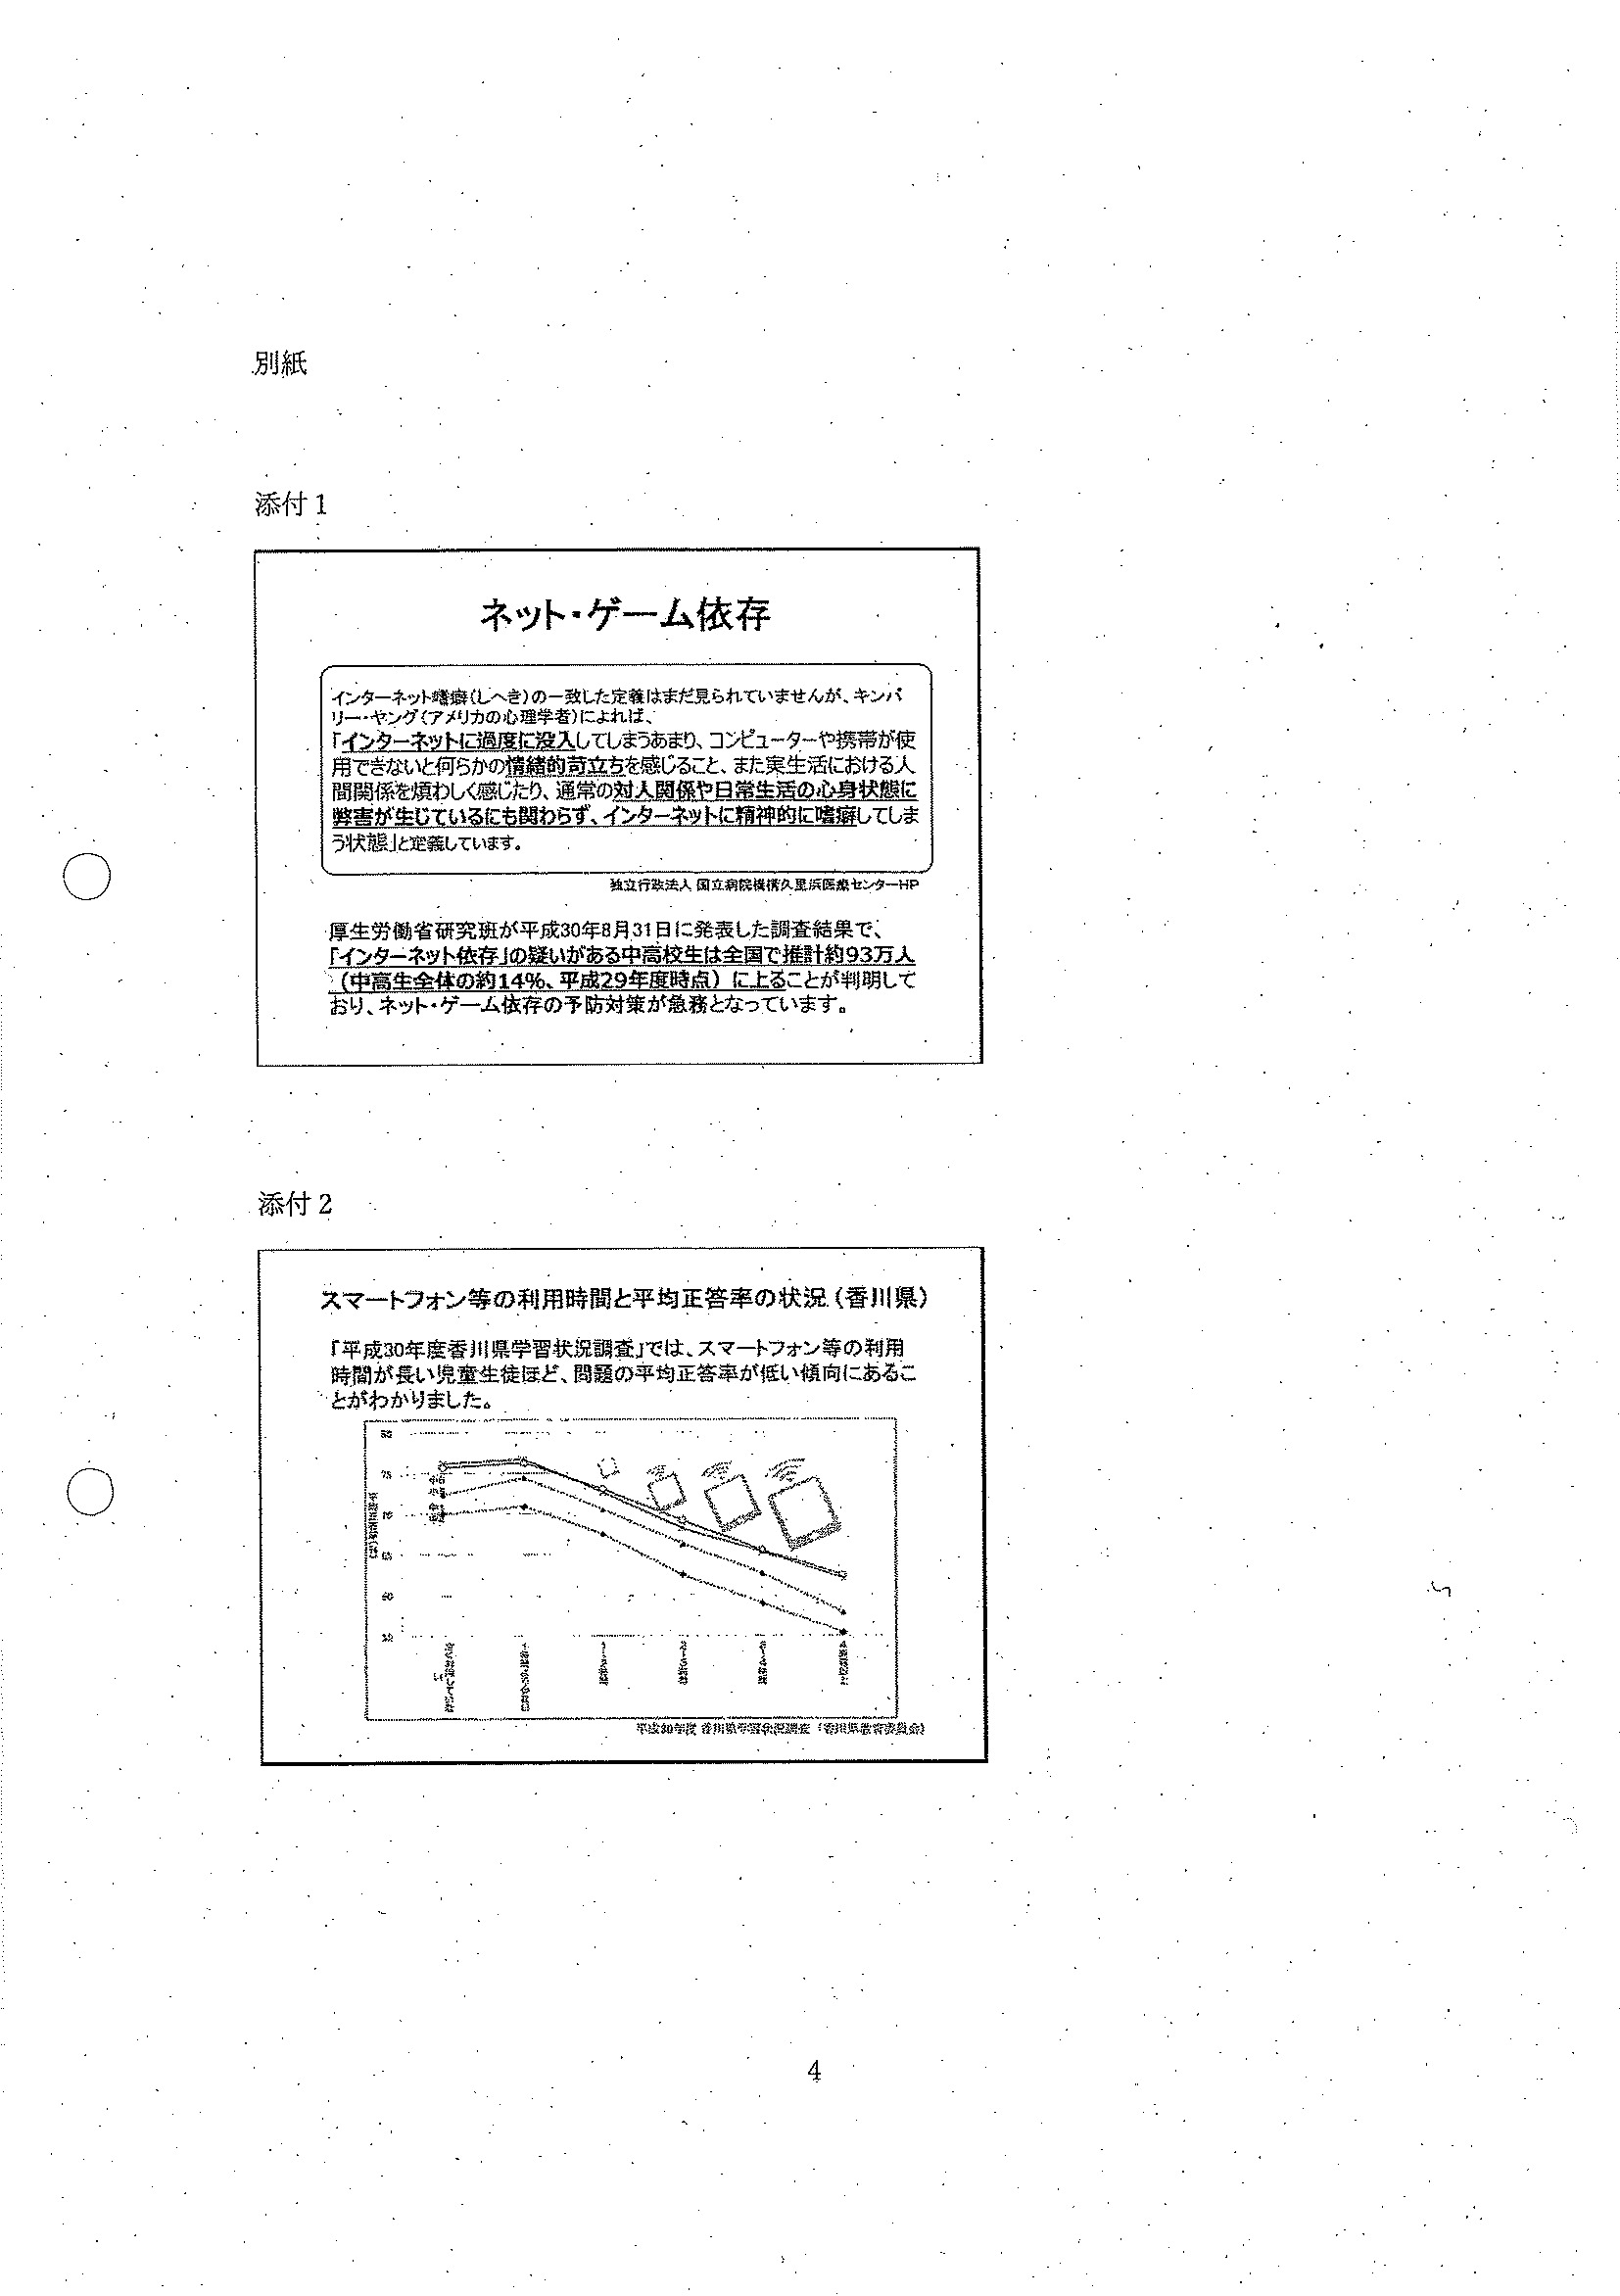 別紙
添付1
ネット・ゲーム依存
インターネット嗜癖(しへき)の一致した定義はまだ見られていませんが、キンバ
リー・ヤング(アメリカの心理学者)によれば、
「インターネットに過度に没入してしまうあまり、コンピューターや携帯が使
用できないと何らかの情緒的苛立ちを感じること、また実生活における人
間関係を煩わしく感じたり、通常の対人関係や日常生活の心身状態に
弊害が生じているにも関わらず、インターネットに精神的に嗜癖してしま
う状態」と定義しています。
独立行政法人 国立病院機構久里浜医療センターHP
厚生労働省研究班が平成30年8月31日に発表した調査結果で、
「インターネット依存」の疑いがある中高校生は全国で推計約93万人
(中高生全体の約14%、平成29年度時点)に上ることが判明して
おり、ネット・ゲーム依存の予防対策が急務となっています。
添付2
スマートフォン等の利用時間と平均正答率の状況(香川県)
「平成30年度香川県学習状況調査」では、スマートフォン等の利用
時間が長い児童生徒ほど、問題の平均正答率が低い傾向にあるこ
とがわかりました。
平成30年度 香川県学習状況調査 (香川県教育委員会)
4